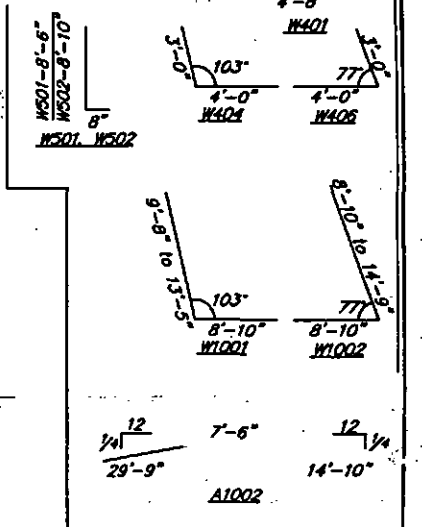 4'-8"
W401
W501-8'-6"
W502-8'-10"
8"
W501, W502
3'-0"
103°
4'-0"
W404
3'-0"
77°
4'-0"
W406
9'-8" to 13'-5"
103°
8'-10"
W1001
8'-10" to 14'-9"
77°
8'-10"
W1002
12
1/4
29'-9"
7'-6"
12
1/4
14'-10"
A1002